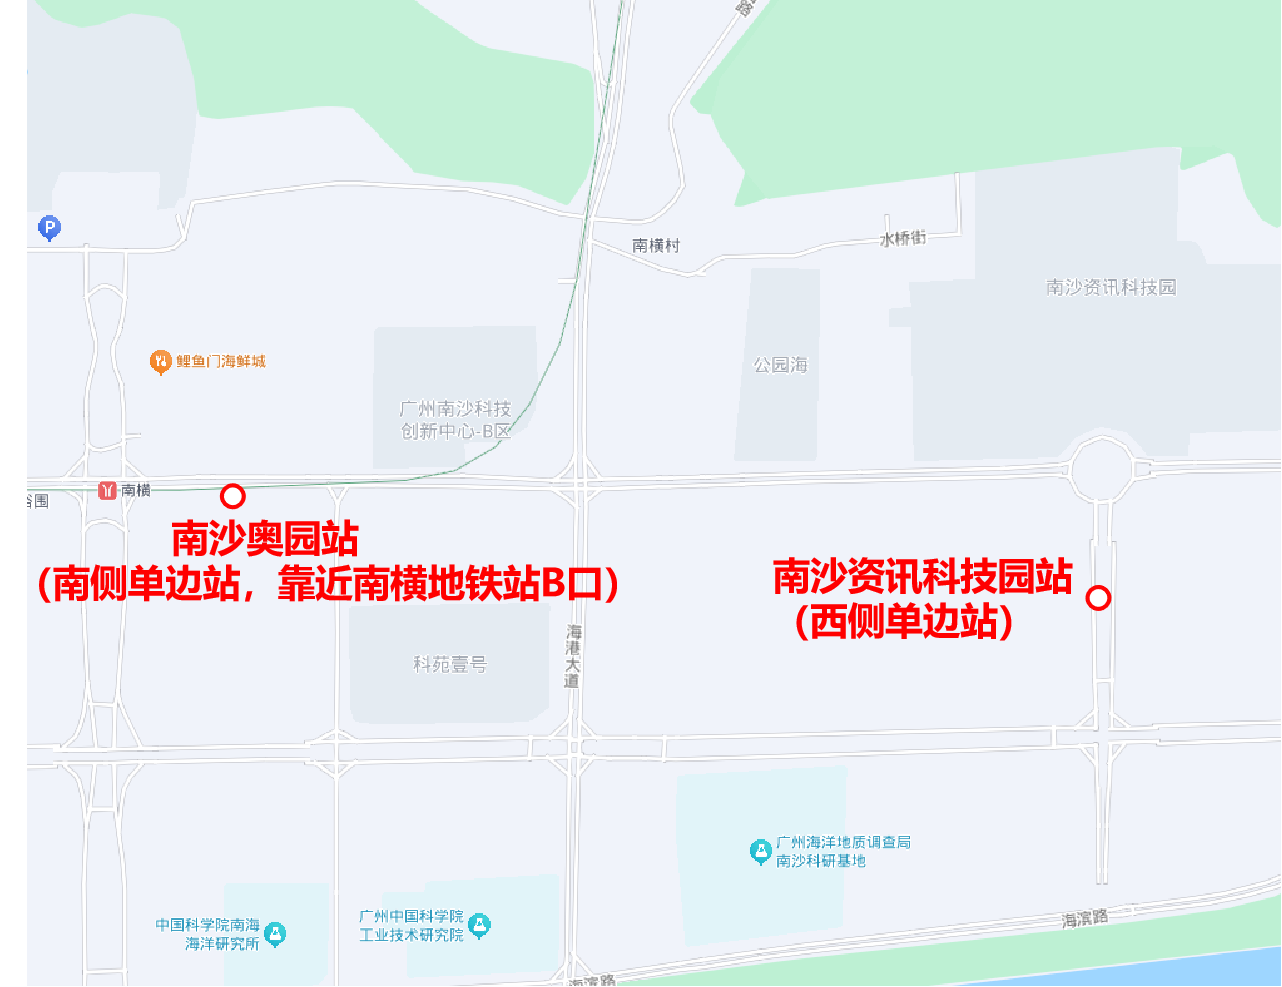 路
P
南横村
水桥街
南沙资讯科技园
鲤鱼门海鲜城
公园海
广州南沙科技
创新中心-B区
南横
围
南沙奥园站
（南侧单边站，靠近南横地铁站B口）
南沙资讯科技园站
（西侧单边站）
海港大道
科苑壹号
广州海洋地质调查局
南沙科研基地
中国科学院南海
海洋研究所
广州中国科学院
工业技术研究院
海滨路
海滨路